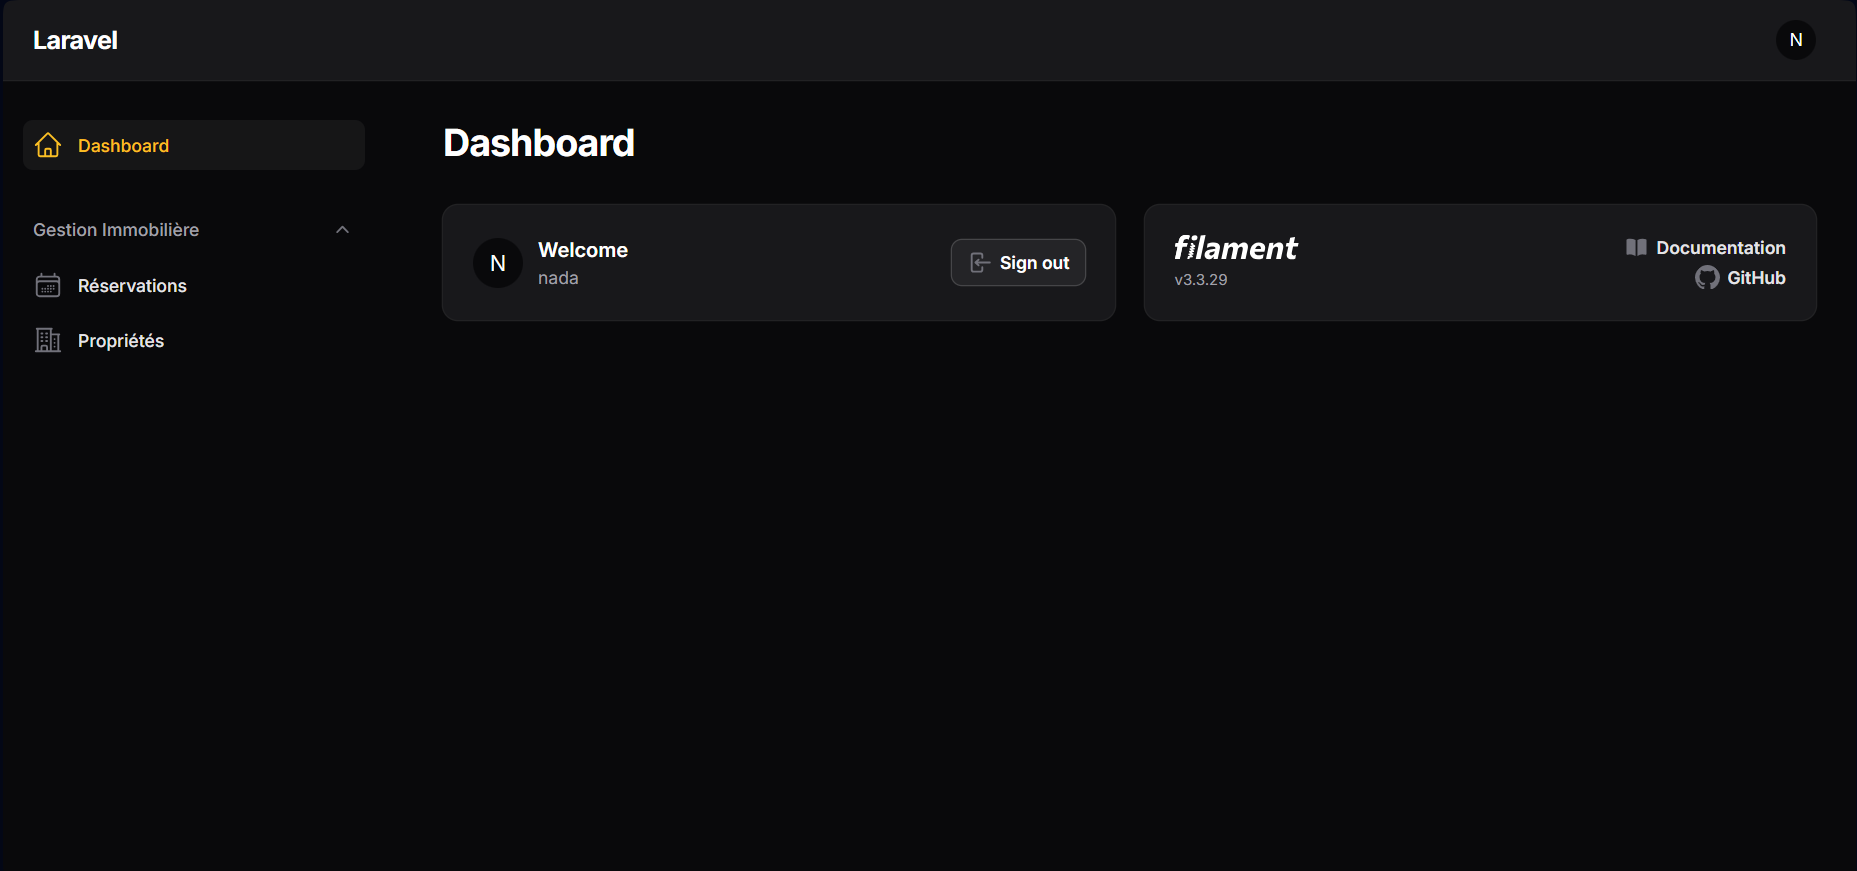 Laravel
N
Dashboard
Gestion Immobilière
Réservations
Propriétés
Dashboard
N
Welcome
nada
Sign out
filament
v3.3.29
Documentation
GitHub